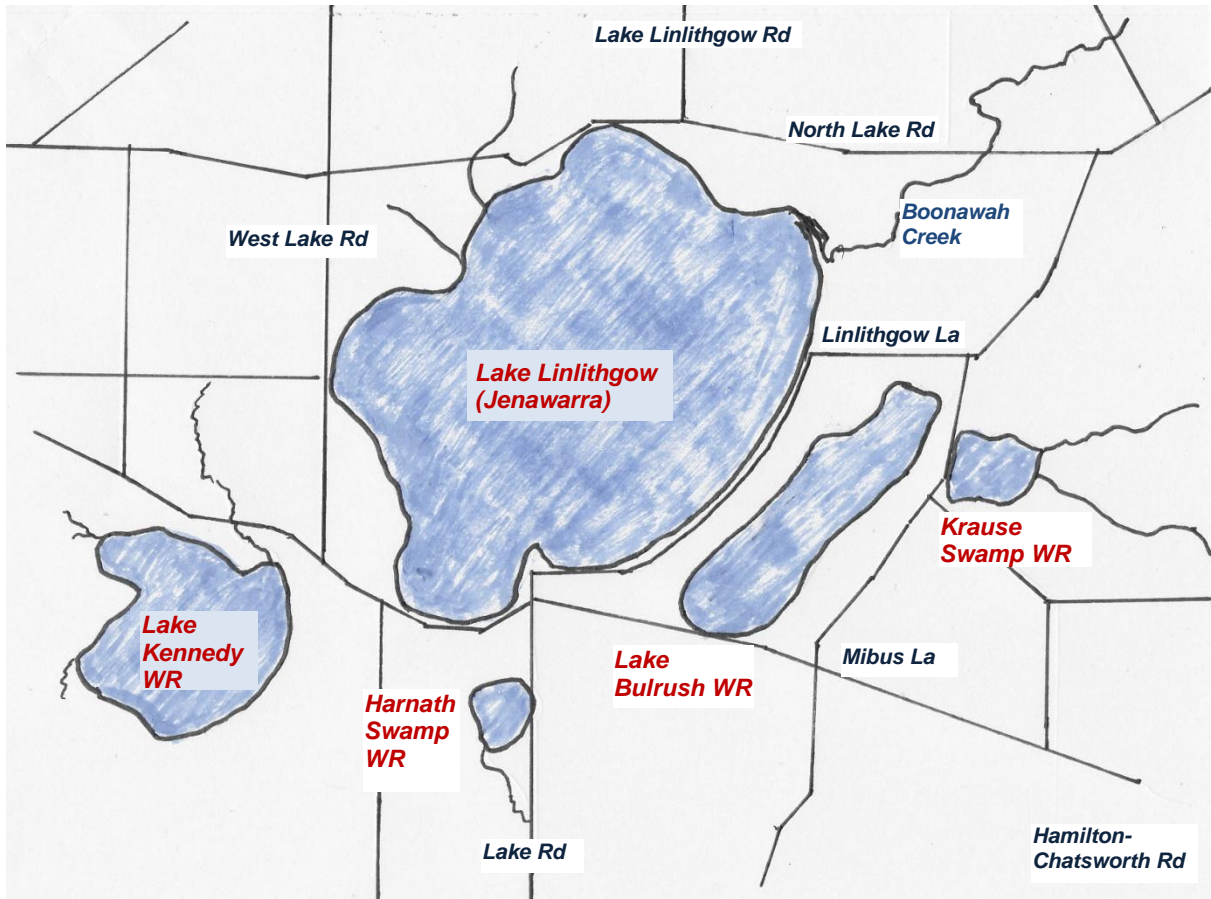 Lake Linlithgow Rd
North Lake Rd
West Lake Rd
Boonawah
Creek
Linlithgow La
Lake Linlithgow
(Jenawarra)
Krause
Swamp WR
Lake
Kennedy
WR
Lake
Bulrush WR
Mibus La
Harnath
Swamp
WR
Lake Rd
Hamilton-
Chatsworth Rd